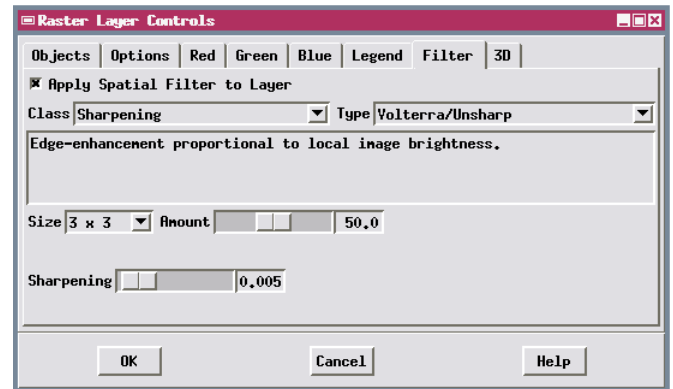 Raster Layer Controls
Objects Options Red Green Blue Legend Filter 3D
Apply Spatial Filter to Layer
Class Sharpening Type Volterra/Unsharp
Edge-enhancement proportional to local image brightness.
Size 3 x 3 Amount 50.0
Sharpening 0.005
OK Cancel Help